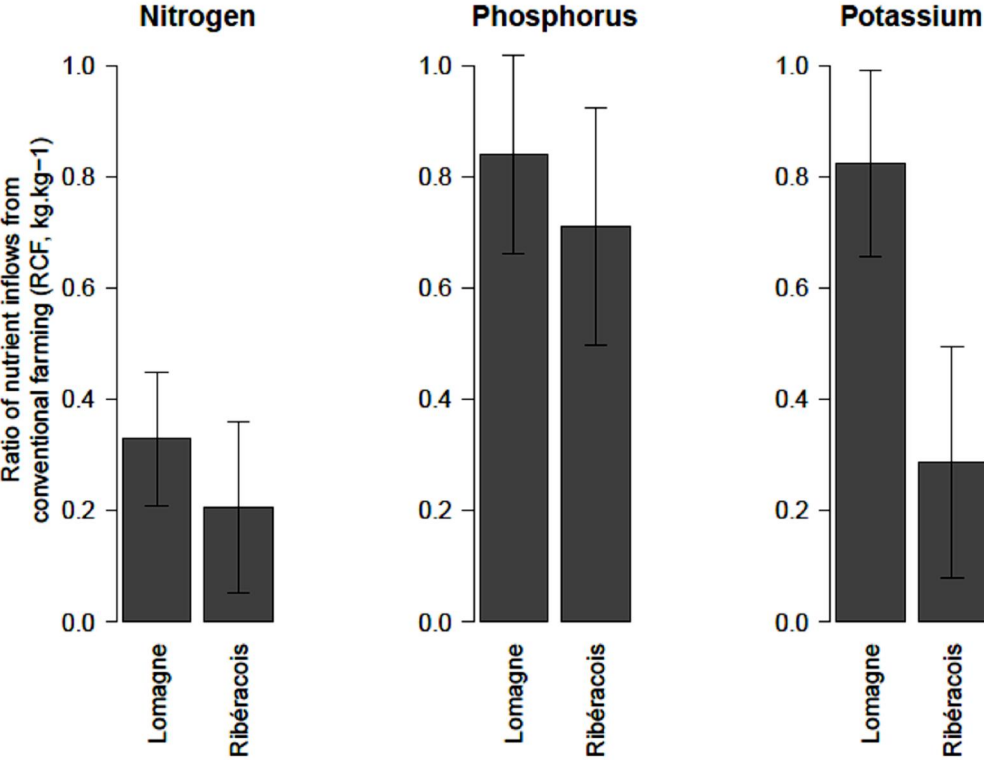 Nitrogen
Phosphorus
Potassium
Ratio of nutrient inflows from
conventional farming (RCF, kg.kg−1)
1.0
0.8
0.6
0.4
0.2
0.0
Lomagne
Ribéracois
1.0
0.8
0.6
0.4
0.2
0.0
Lomagne
Ribéracois
1.0
0.8
0.6
0.4
0.2
0.0
Lomagne
Ribéracois